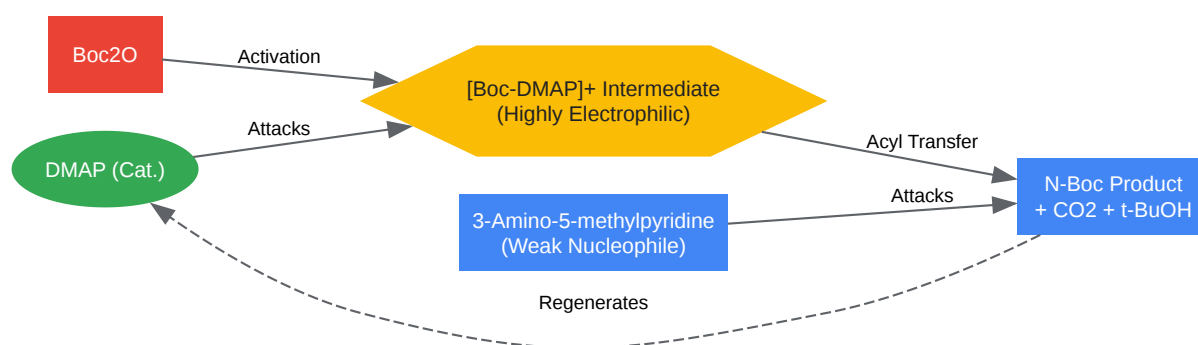 Boc2O
Activation
[Boc-DMAP]+ Intermediate
(Highly Electrophilic)
Attacks
DMAP (Cat.)
Acyl Transfer
N-Boc Product
+ CO2 + t-BuOH
3-Amino-5-methylpyridine
(Weak Nucleophile)
Attacks
Regenerates